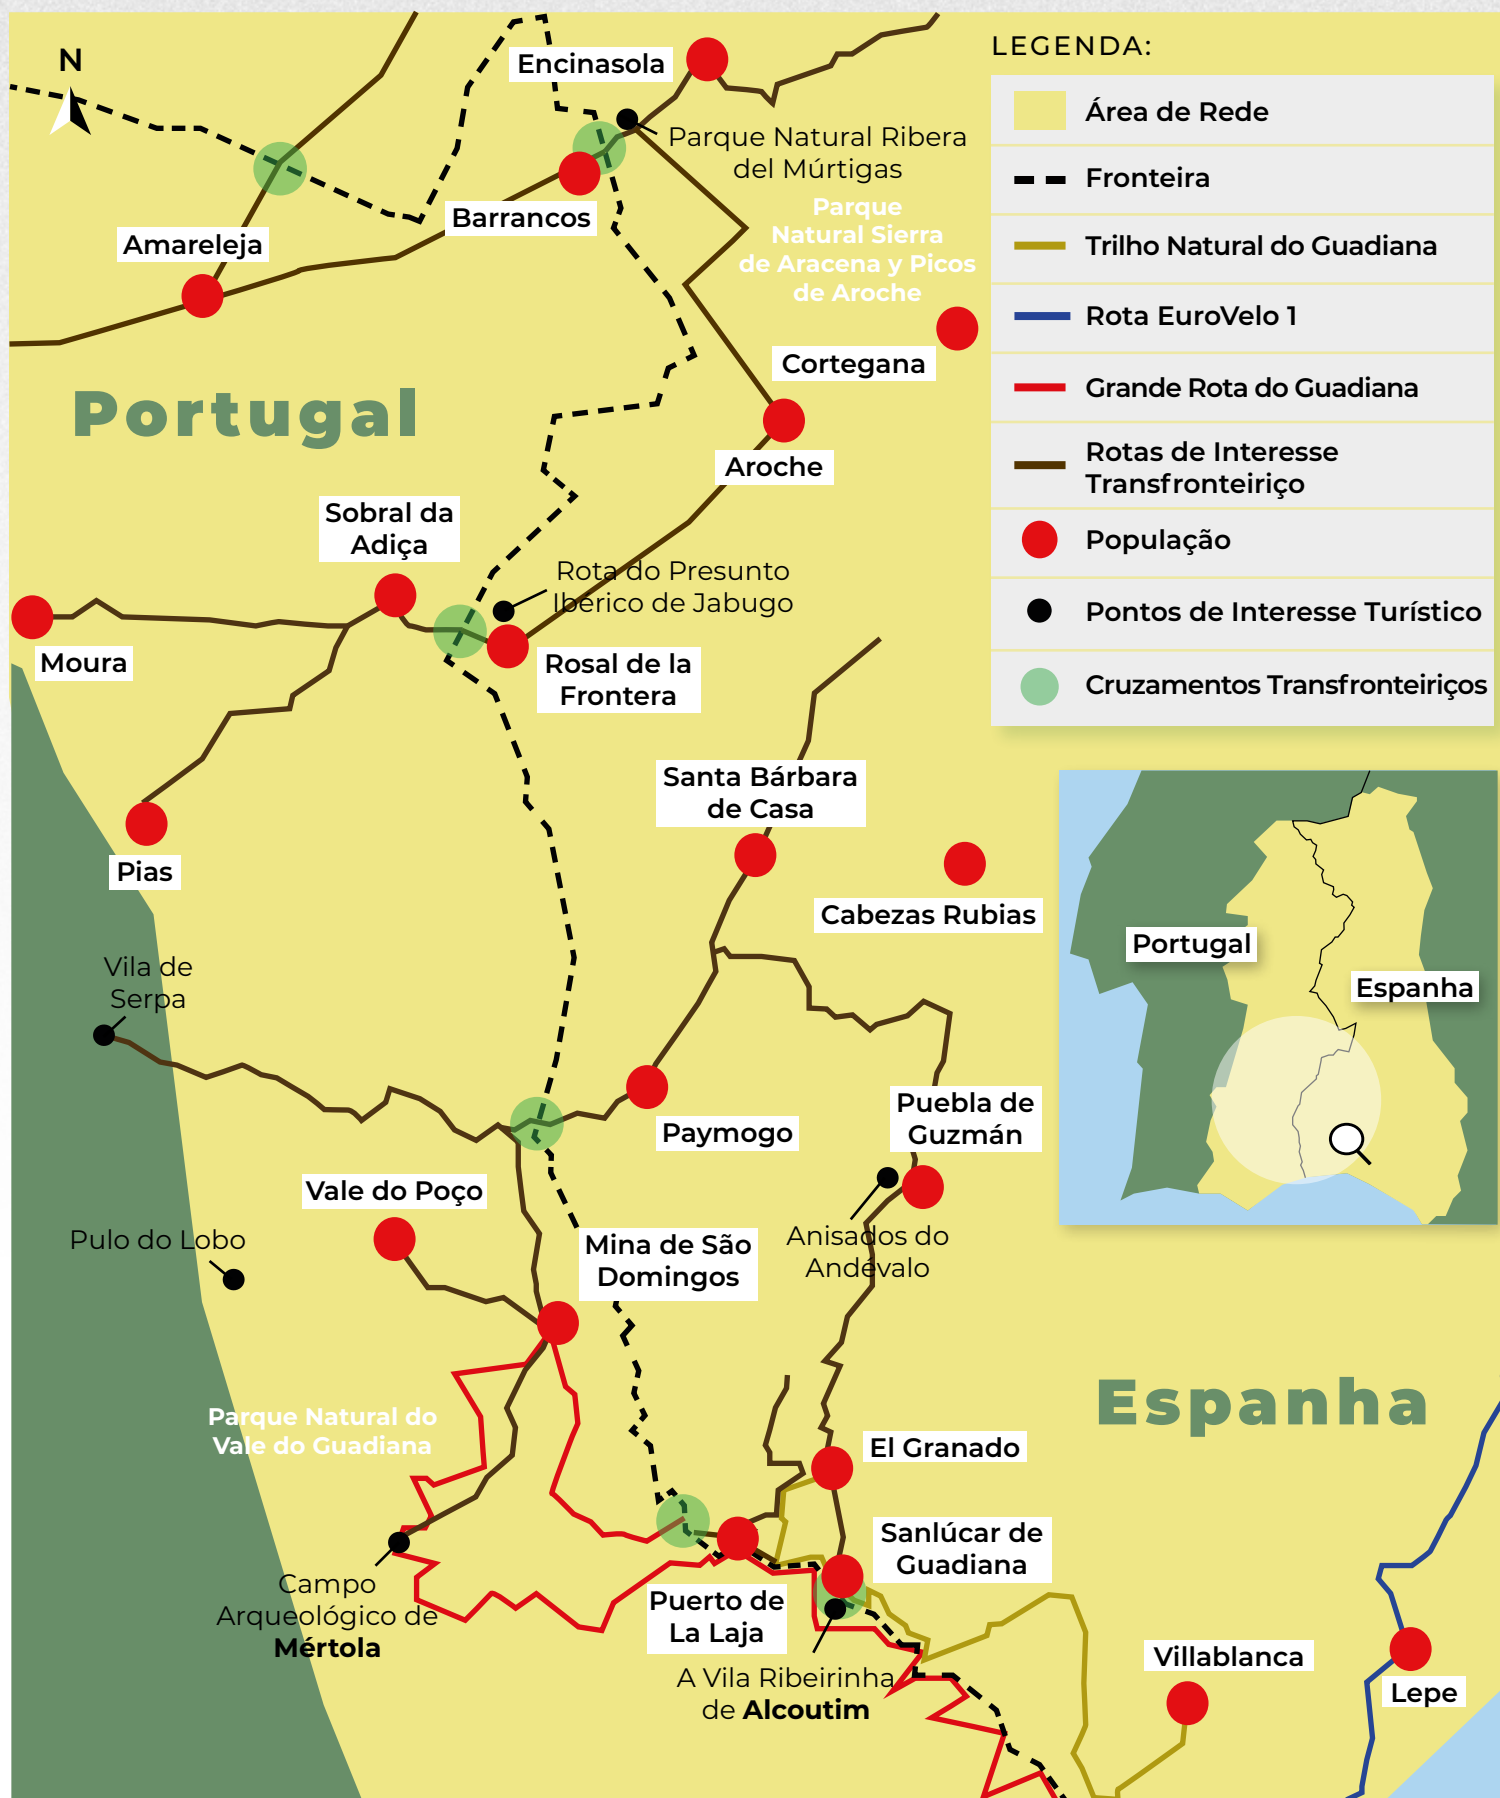 N
Encinasola
Parque Natural Ribera
del Múrtigas
Barrancos
Amareleja
Parque
Natural Sierra
de Aracena y Picos
de Aroche
Cortegana
Portugal
Aroche
Sobral da
Adiça
Rota do Presunto
Iberico de Jabugo
Moura
Rosal de la
Frontera
Santa Bárbara
de Casa
Pias
Cabezas Rubias
Vila de
Serpa
Paymogo
Puebla de
Guzmán
Vale do Poço
Pulo do Lobo
Mina de São
Domingos
Anisados do
Andévalo
Espanha
Parque Natural do
Vale do Guadiana
El Granado
Sanlúcar de
Guadiana
Campo
Arqueológico de
Mértola
Puerto de
La Laja
A Vila Ribeirinha
de Alcoutim
Villablanca
Lepe
LEGENDA:
Área de Rede
Fronteira
Trilho Natural do Guadiana
Rota EuroVelo 1
Grande Rota do Guadiana
Rotas de Interesse
Transfronteiriço
População
Pontos de Interesse Turístico
Cruzamentos Transfronteiriços
Portugal
Espanha